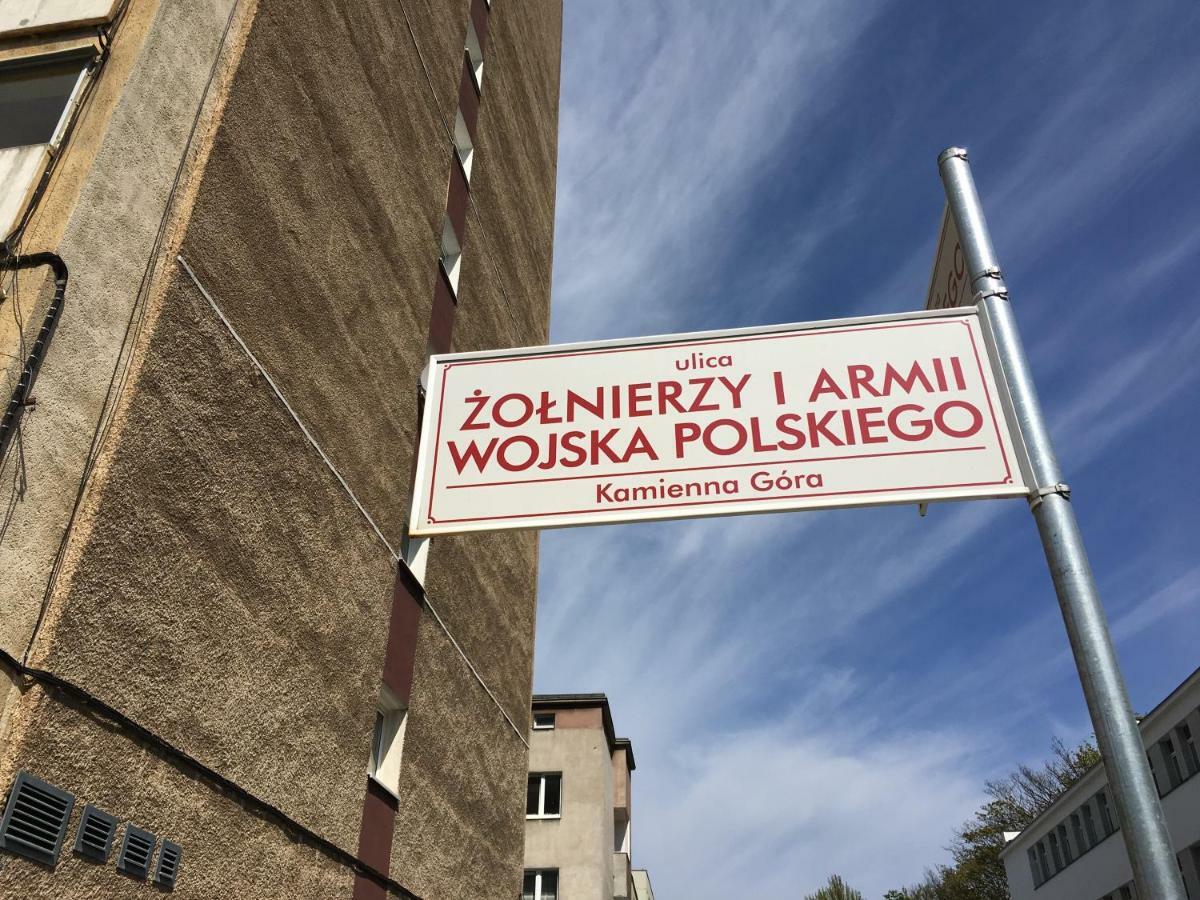 ulica
ŻOŁNIERZY I ARMII
WOJSKA POLSKIEGO
Kamienna Góra